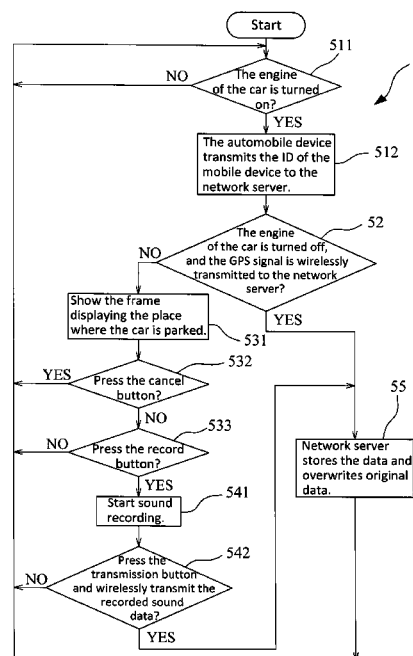 Start
511
NO
The engine
of the car is turned
on?
YES
The automobile device
transmits the ID of the
mobile device to the
network server.
512
52
The engine
of the car is turned off,
and the GPS signal is wirelessly
transmitted to the network
server?
NO
YES
Show the frame
displaying the place
where the car is parked.
531
532
YES
Press the cancel
button?
NO
533
NO
Press the record
button?
YES
541
Start sound
recording.
55
Network server
stores the data and
overwrites original
data.
542
Press the
transmission button
and wirelessly transmit the
recorded sound
data?
NO
YES